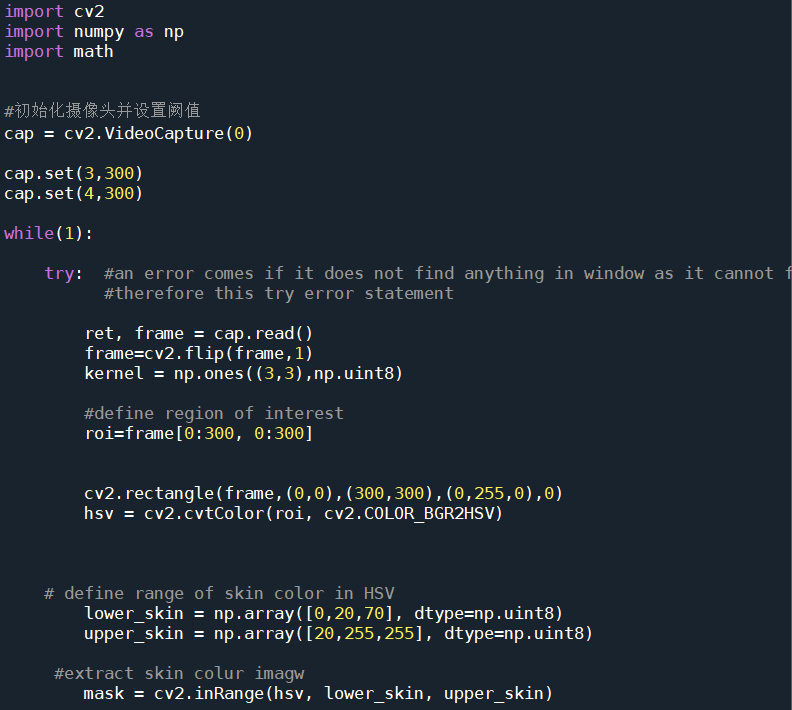 import cv2
import numpy as np
import math
#初始化摄像头并设置阙值
cap = cv2.VideoCapture(0)
cap.set(3,300)
cap.set(4,300)
while(1):
try:  #an error comes if it does not find anything in window as it cannot f
#therefore this try error statement
ret, frame = cap.read()
frame=cv2.flip(frame,1)
kernel = np.ones((3,3),np.uint8)
#define region of interest
roi=frame[0:300, 0:300]
cv2.rectangle(frame,(0,0),(300,300),(0,255,0),0)
hsv = cv2.cvtColor(roi, cv2.COLOR_BGR2HSV)
# define range of skin color in HSV
lower_skin = np.array([0,20,70], dtype=np.uint8)
upper_skin = np.array([20,255,255], dtype=np.uint8)
#extract skin colur imagw
mask = cv2.inRange(hsv, lower_skin, upper_skin)